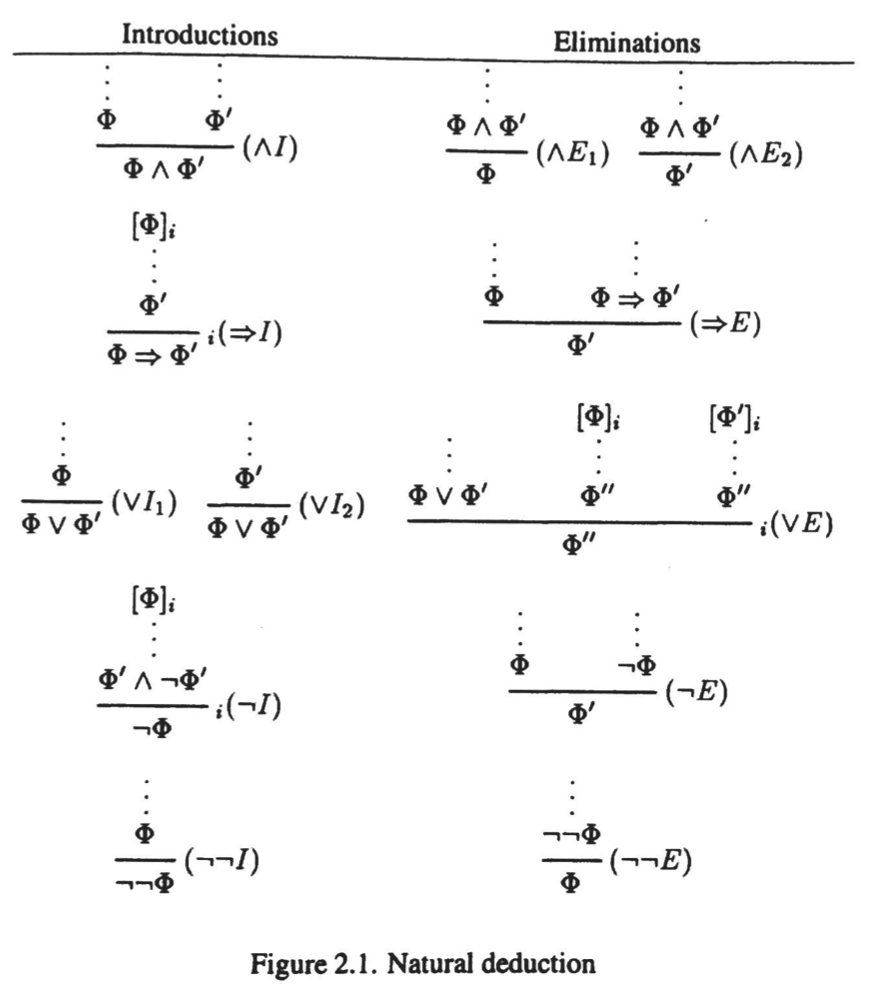 Introductions Eliminations
Φ Φ′ Φ ∧ Φ′ Φ ∧ Φ′
(∧I) (∧E₁) (∧E₂)
Φ ∧ Φ′ Φ Φ′
[Φ]ᵢ
Φ′ Φ Φ ⇒ Φ′
ᵢ(⇒I) (⇒E)
Φ ⇒ Φ′ Φ′
[Φ]ᵢ [Φ′]ᵢ
Φ Φ′ Φ ∨ Φ′ Φ″ Φ″
(∨I₁) (∨I₂) ᵢ(∨E)
Φ ∨ Φ′ Φ ∨ Φ′ Φ″
[Φ]ᵢ
Φ′ ∧ ¬Φ′ Φ ¬Φ
ᵢ(¬I) (¬E)
¬Φ Φ′
Φ ¬¬Φ
(¬¬I) (¬¬E)
¬¬Φ Φ
Figure 2.1. Natural deduction